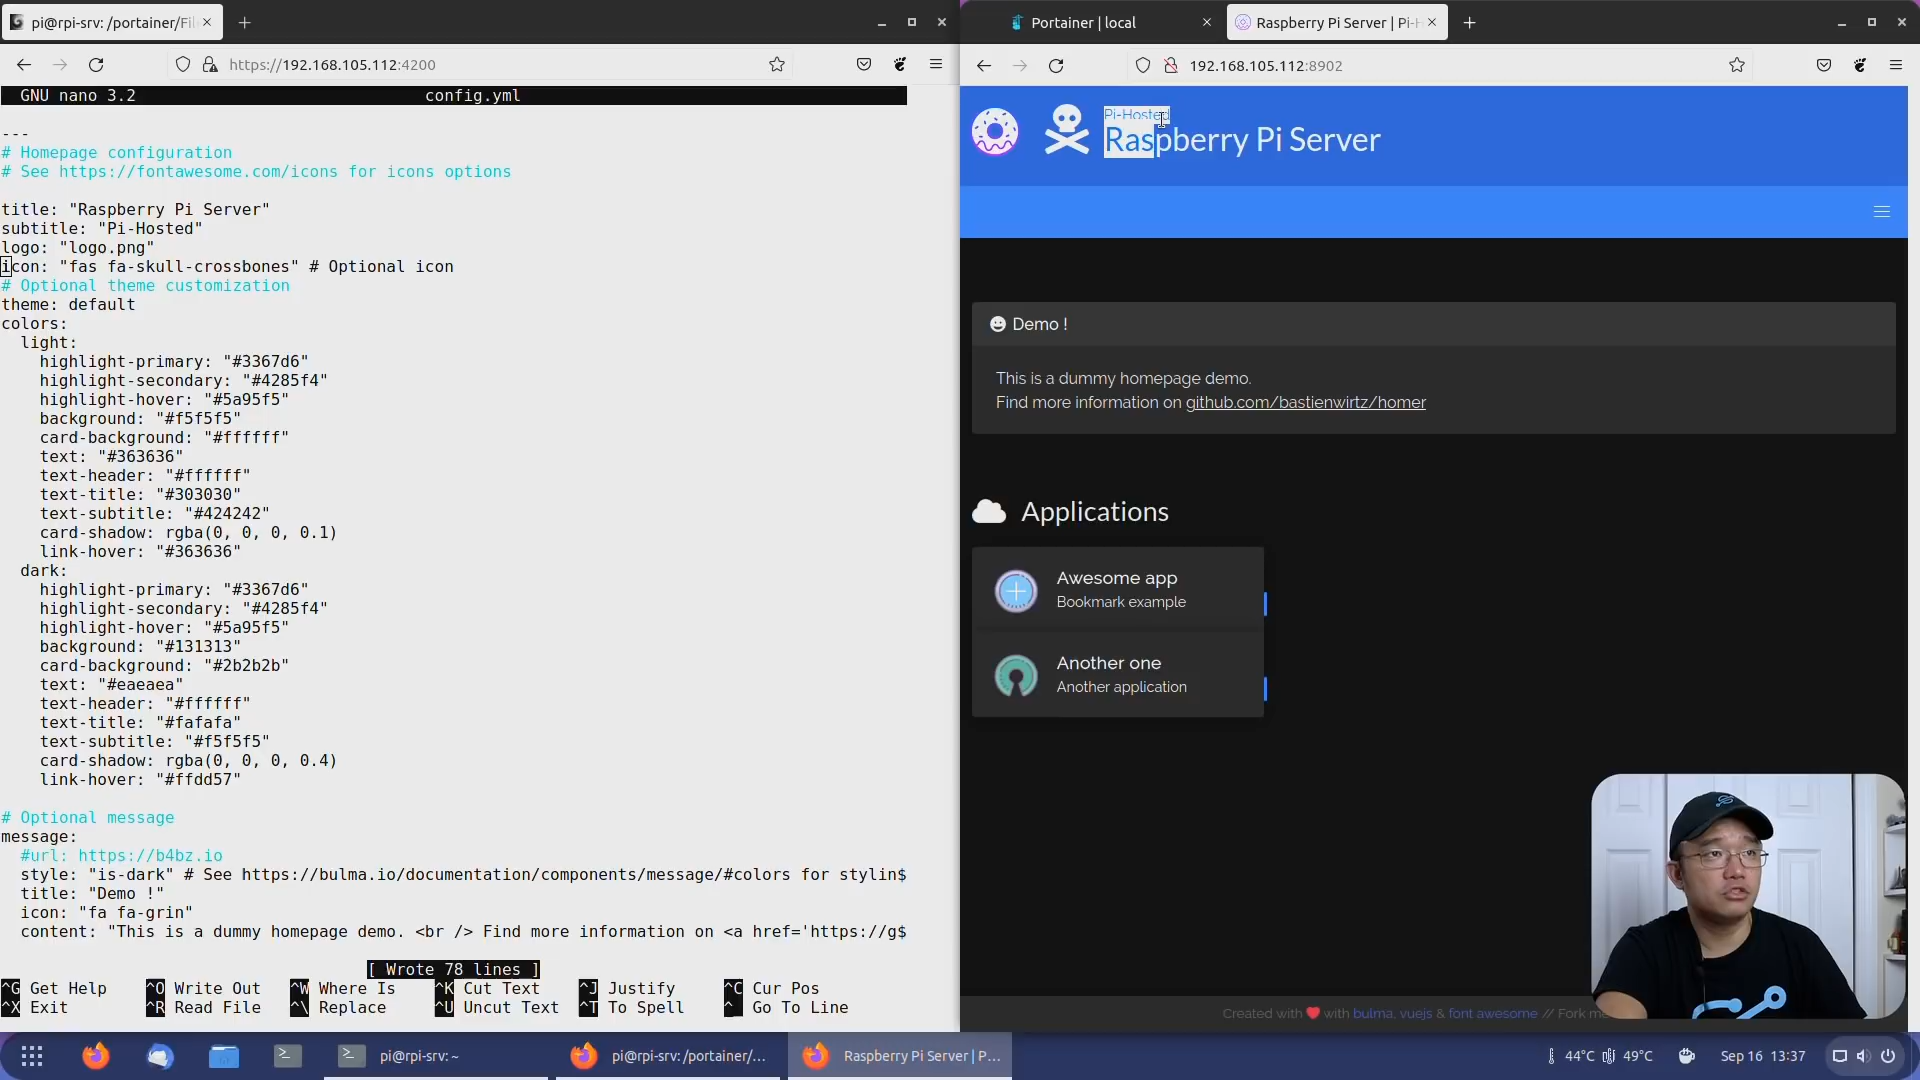 pi@rpi-srv: /portainer/Fil
https://192.168.105.112:4200
GNU nano 3.2 config.yml
---
# Homepage configuration
# See https://fontawesome.com/icons for icons options
title: "Raspberry Pi Server"
subtitle: "Pi-Hosted"
logo: "logo.png"
icon: "fas fa-skull-crossbones" # Optional icon
# Optional theme customization
theme: default
colors:
light:
highlight-primary: "#3367d6"
highlight-secondary: "#4285f4"
highlight-hover: "#5a95f5"
background: "#f5f5f5"
card-background: "#ffffff"
text: "#363636"
text-header: "#ffffff"
text-title: "#303030"
text-subtitle: "#424242"
card-shadow: rgba(0, 0, 0, 0.1)
link-hover: "#363636"
dark:
highlight-primary: "#3367d6"
highlight-secondary: "#4285f4"
highlight-hover: "#5a95f5"
background: "#131313"
card-background: "#2b2b2b"
text: "#eaeaea"
text-header: "#ffffff"
text-title: "#fafafa"
text-subtitle: "#f5f5f5"
card-shadow: rgba(0, 0, 0, 0.4)
link-hover: "#ffdd57"
# Optional message
message:
#url: https://b4bz.io
style: "is-dark" # See https://bulma.io/documentation/components/message/#colors for stylin$
title: "Demo !"
icon: "fa fa-grin"
content: "This is a dummy homepage demo. <br /> Find more information on <a href='https://g$
[ Wrote 78 lines ]
^G Get Help ^O Write Out ^W Where Is ^K Cut Text ^J Justify ^C Cur Pos
^X Exit ^R Read File ^\ Replace ^U Uncut Text ^T To Spell ^_ Go To Line
Portainer | local
Raspberry Pi Server | Pi-H
192.168.105.112:8902
Pi-Hosted
Raspberry Pi Server
Demo !
This is a dummy homepage demo.
Find more information on github.com/bastienwirtz/homer
Applications
Awesome app
Bookmark example
Another one
Another application
Created with ❤️ with bulma, vuejs & font awesome // Fork me
pi@rpi-srv: ~
pi@rpi-srv: /portainer/...
Raspberry Pi Server | P...
44°C 49°C
Sep 16 13:37